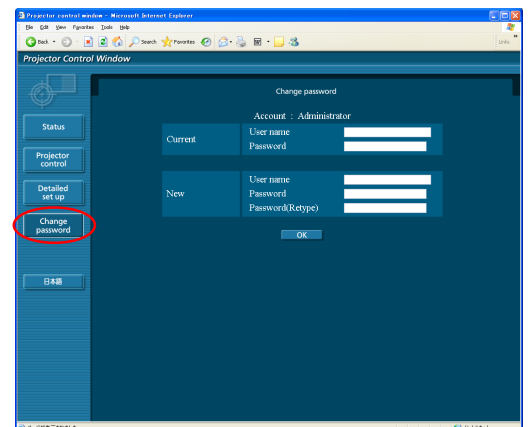 Projector control window - Microsoft Internet Explorer
File Edit View Favorites Tools Help
Back Search Favorites Links
Projector Control Window
Change password
Account : Administrator
Current
User name
Password
New
User name
Password
Password(Retype)
OK
Status
Projector
control
Detailed
set up
Change
password
日本語